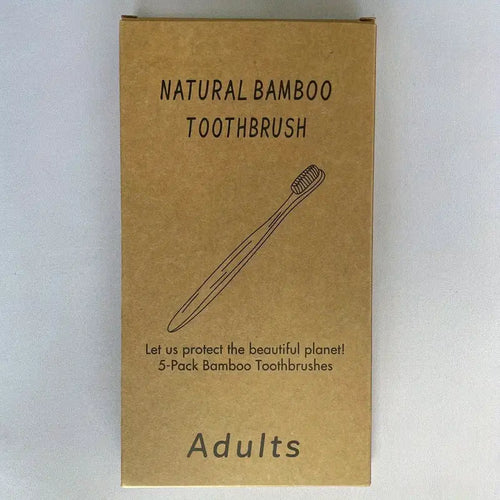 NATURAL BAMBOO
TOOTHBRUSH
Let us protect the beautiful planet!
5-Pack Bamboo Toothbrushes
Adults